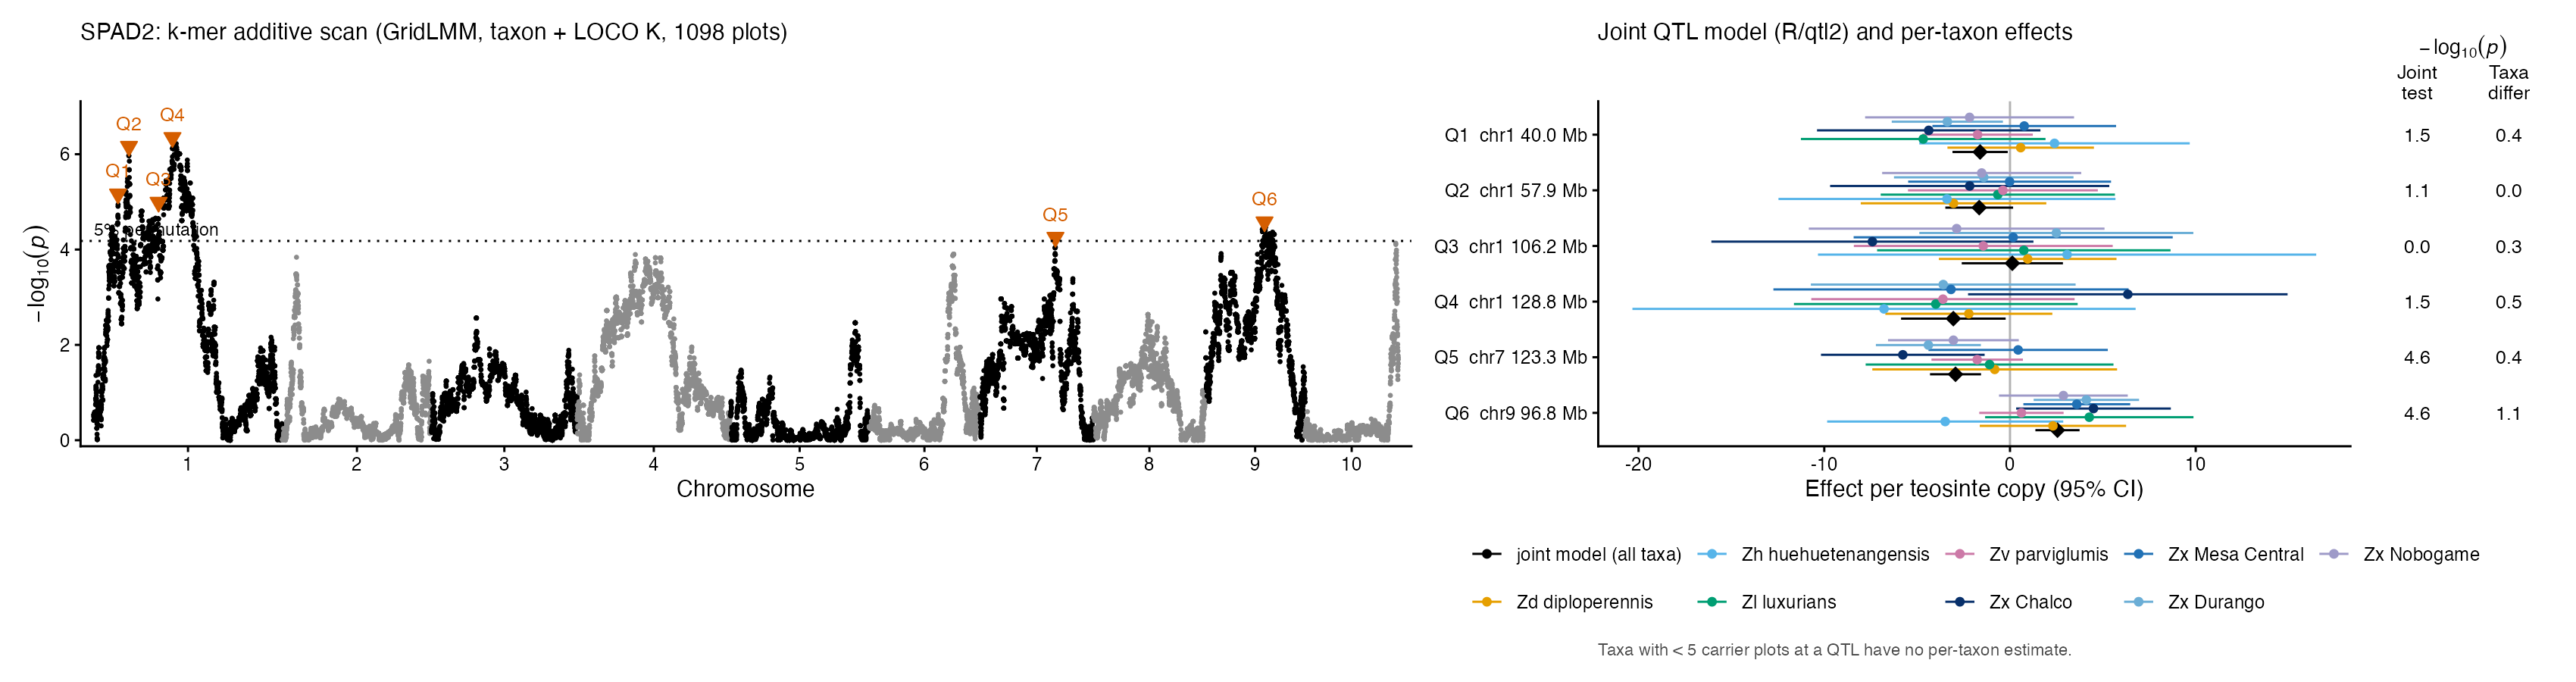 SPAD2: k-mer additive scan (GridLMM, taxon + LOCO K, 1098 plots)
−log10(p)
6
4
2
0
Q1
Q2
Q3
Q4
Q5
Q6
5% permutation
1 2 3 4 5 6 7 8 9 10
Chromosome
Joint QTL model (R/qtl2) and per-taxon effects
−log10(p)
Joint test
Taxa differ
Q1 chr1 40.0 Mb 1.5 0.4
Q2 chr1 57.9 Mb 1.1 0.0
Q3 chr1 106.2 Mb 0.0 0.3
Q4 chr1 128.8 Mb 1.5 0.5
Q5 chr7 123.3 Mb 4.6 0.4
Q6 chr9 96.8 Mb 4.6 1.1
-20 -10 0 10
Effect per teosinte copy (95% CI)
joint model (all taxa) Zh huehuetenangensis Zv parviglumis Zx Mesa Central Zx Nobogame
Zd diploperennis Zl luxurians Zx Chalco Zx Durango
Taxa with < 5 carrier plots at a QTL have no per-taxon estimate.